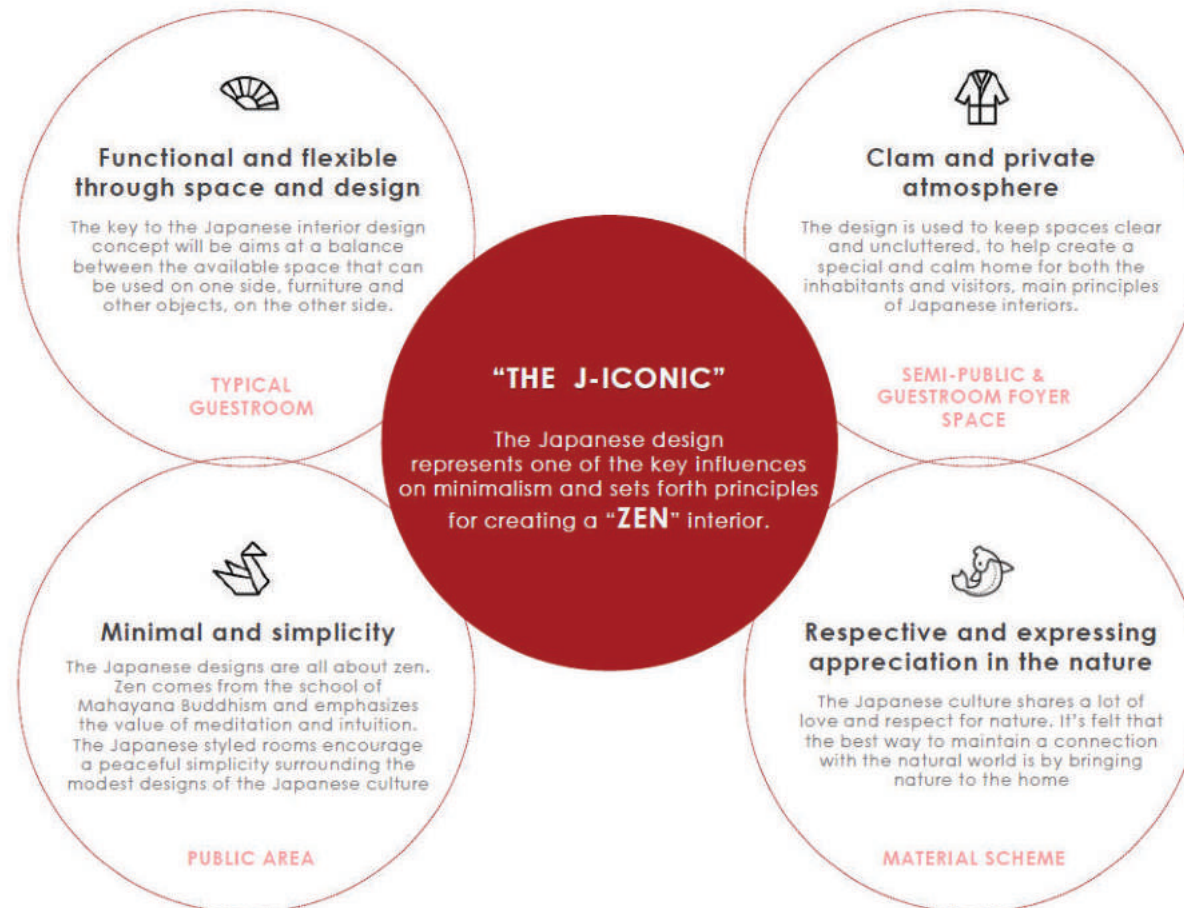 Functional and flexible
through space and design
The key to the Japanese interior design
concept will be aims at a balance
between the available space that can
be used on one side, furniture and
other objects, on the other side.
TYPICAL
GUESTROOM
Clam and private
atmosphere
The design is used to keep spaces clear
and uncluttered, to help create a
special and calm home for both the
inhabitants and visitors, main principles
of Japanese interiors.
SEMI-PUBLIC &
GUESTROOM FOYER
SPACE
“THE J-ICONIC”
The Japanese design
represents one of the key influences
on minimalism and sets forth principles
for creating a “ZEN” interior.
Minimal and simplicity
The Japanese designs are all about zen.
Zen comes from the school of
Mahayana Buddhism and emphasizes
the value of meditation and intuition.
The Japanese styled rooms encourage
a peaceful simplicity surrounding the
modest designs of the Japanese culture
PUBLIC AREA
Respective and expressing
appreciation in the nature
The Japanese culture shares a lot of
love and respect for nature. It’s felt that
the best way to maintain a connection
with the natural world is by bringing
nature to the home
MATERIAL SCHEME